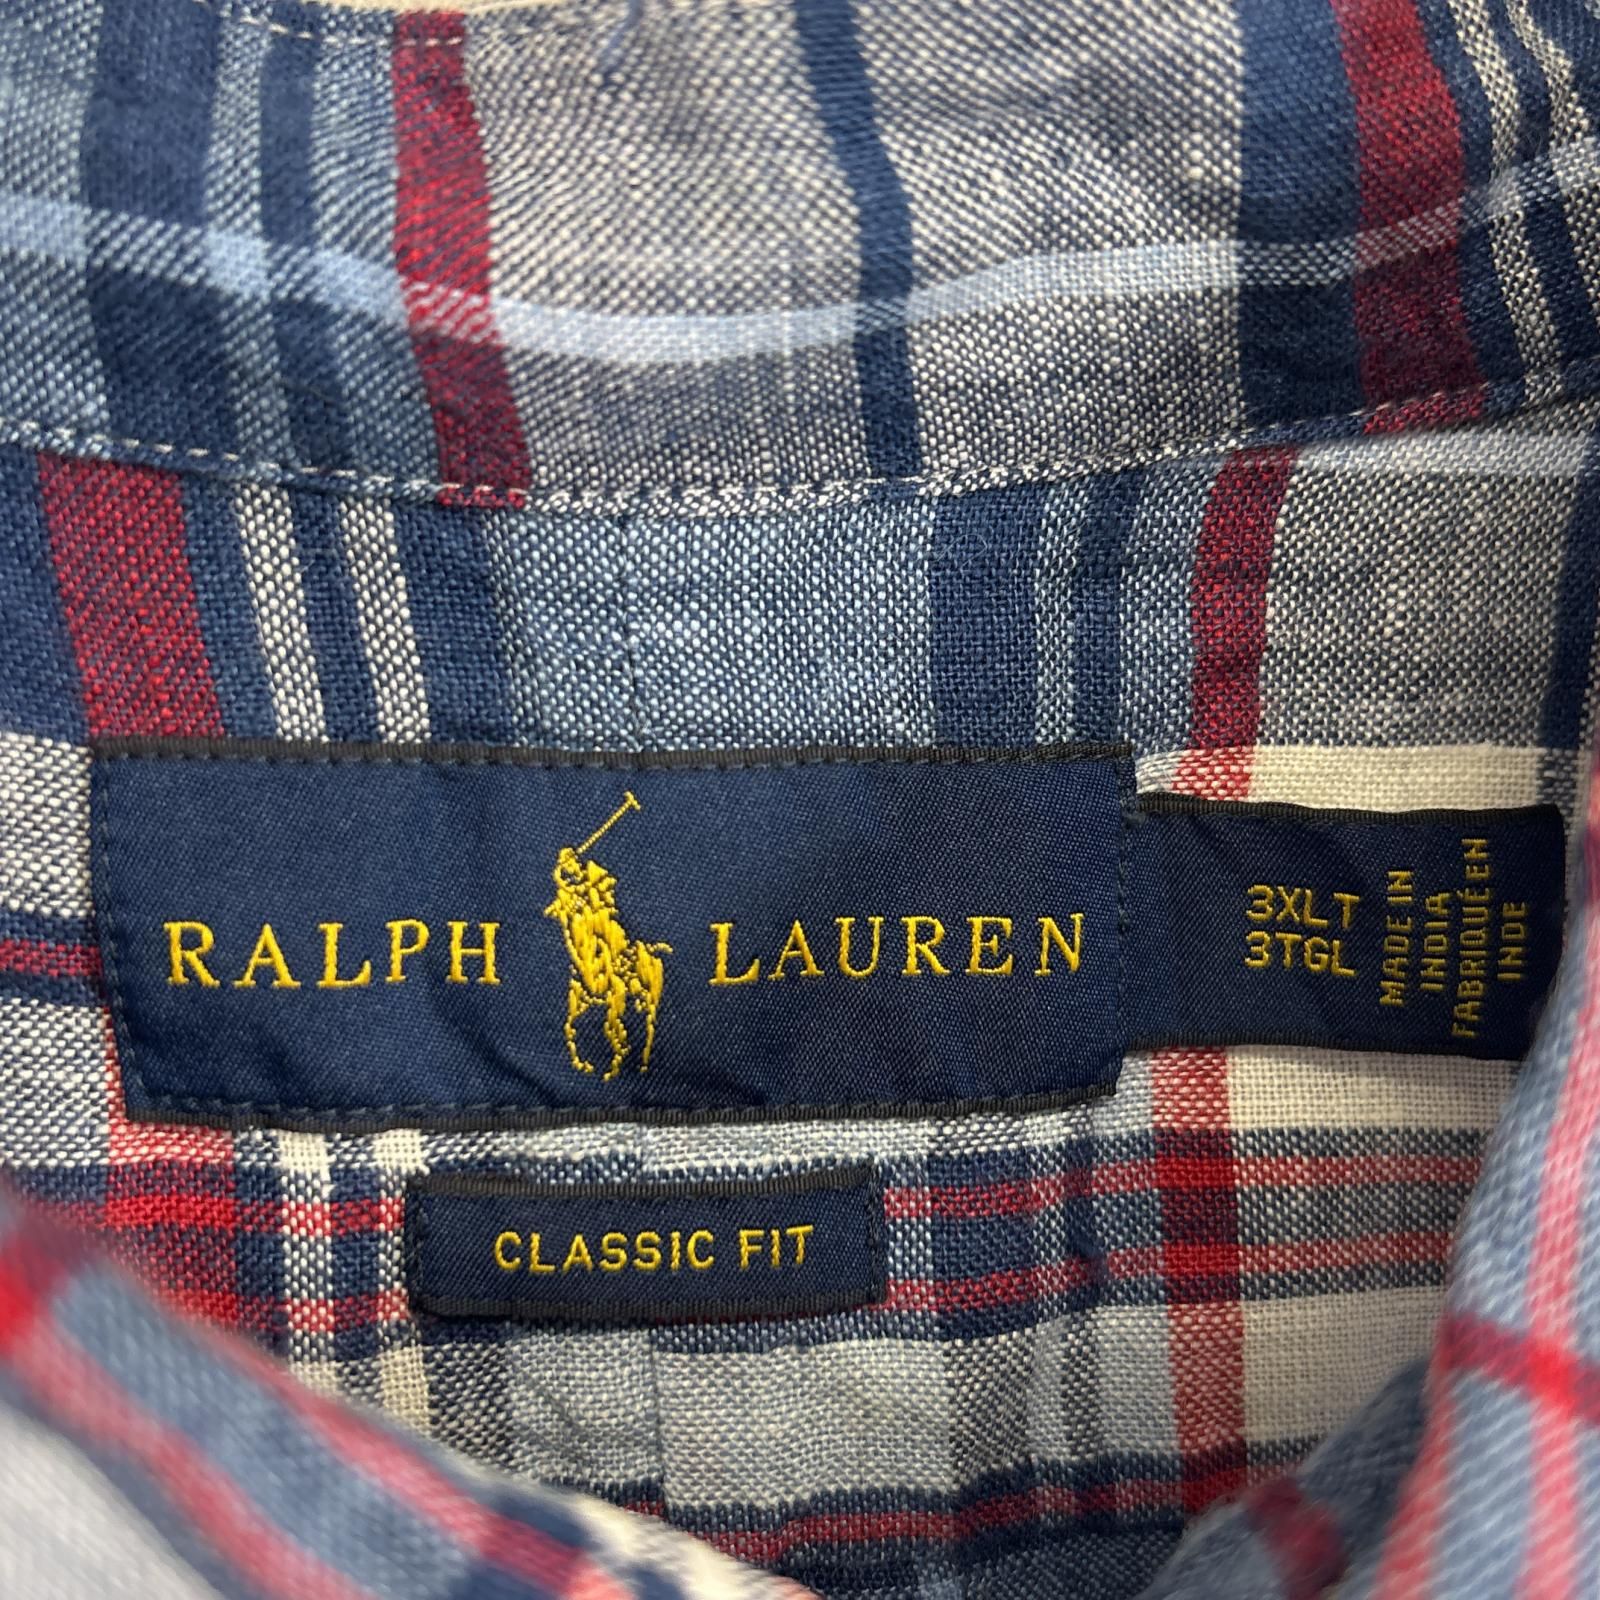 RALPH LAUREN
3XLT
3TGL
MADE IN
INDIA
FABRIQUÉ EN
INDE
CLASSIC FIT